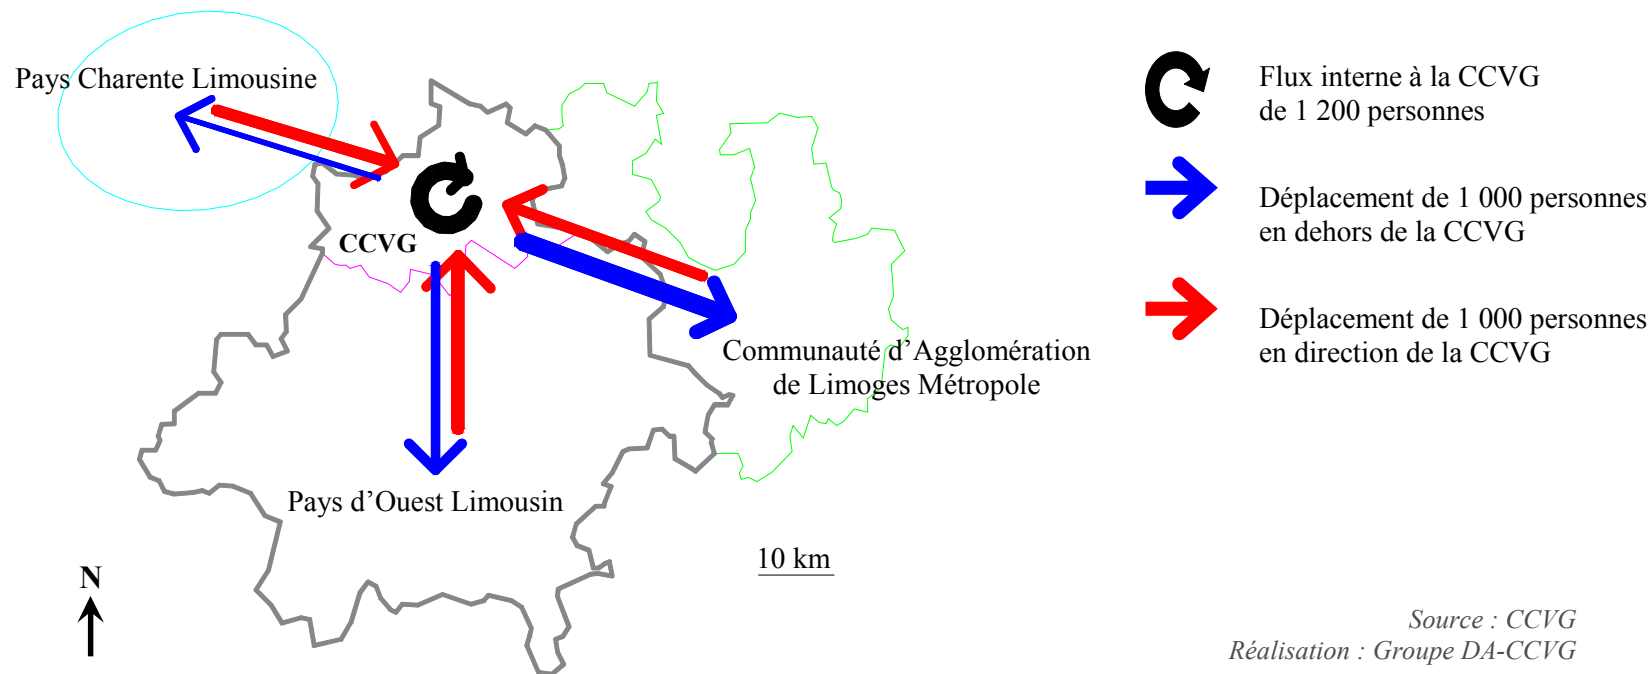 Pays Charente Limousine
CCVG
Communauté d’Agglomération
de Limoges Métropole
Pays d’Ouest Limousin
10 km
N
Flux interne à la CCVG
de 1 200 personnes
Déplacement de 1 000 personnes
en dehors de la CCVG
Déplacement de 1 000 personnes
en direction de la CCVG
Source : CCVG
Réalisation : Groupe DA-CCVG